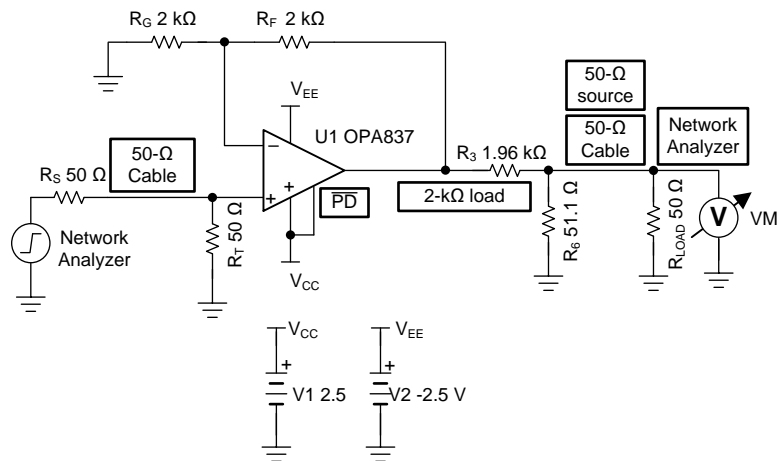 R_G 2 kΩ
R_F 2 kΩ
V_EE
U1 OPA837
−
+
+
PD
V_CC
50-Ω
Cable
R_S 50 Ω
Network
Analyzer
R_T 50 Ω
R_3 1.96 kΩ
2-kΩ load
50-Ω
source
50-Ω
Cable
Network
Analyzer
R_6 51.1 Ω
R_LOAD 50 Ω
V
VM
V_CC
+
V1 2.5
V_EE
+
V2 -2.5 V